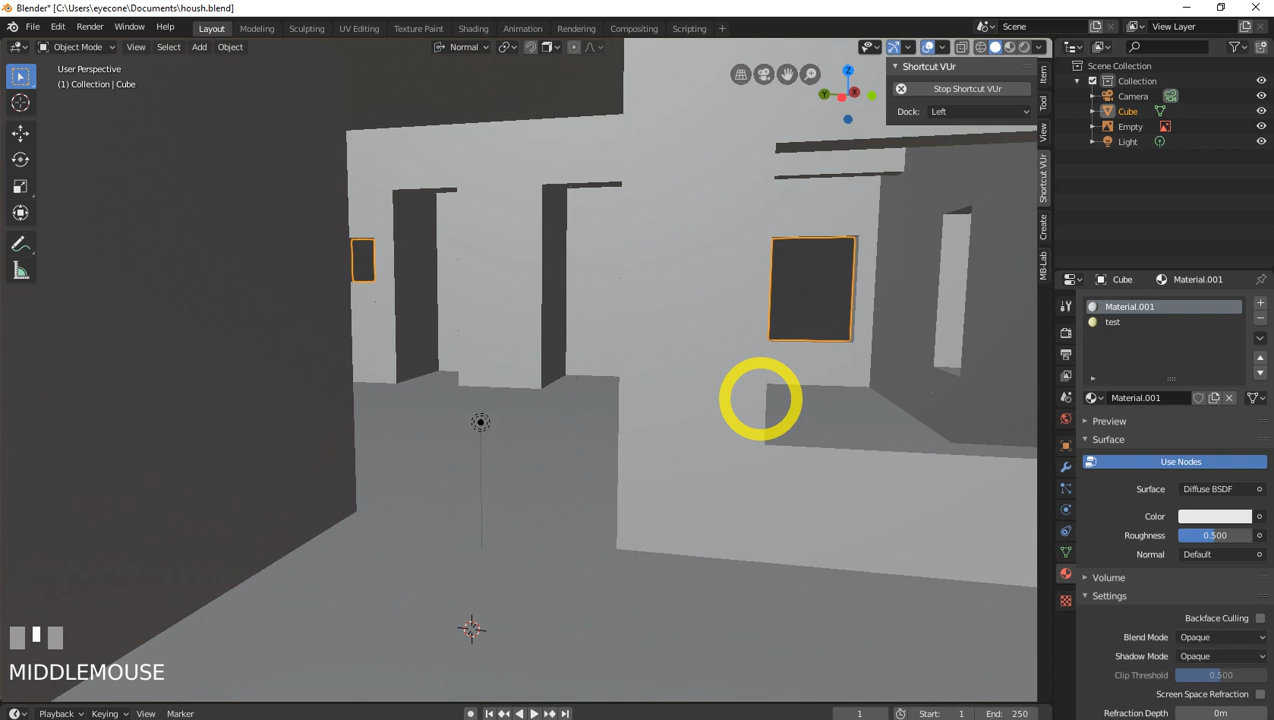 Blender* [C:\Users\eyecone\Documents\housh.blend]
File Edit Render Window Help Layout Modeling Sculpting UV Editing Texture Paint Shading Animation Rendering Compositing Scripting Scene View Layer
Object Mode View Select Add Object Normal
User Perspective
(1) Collection | Cube
Shortcut VUr
Stop Shortcut VUr
Dock: Left
Z
Y
X
Item
Tool
View
Shortcut VUr
Create
MB-Lab
Scene Collection
Collection
Camera
Cube
Empty
Light
Cube Material.001
Material.001
test
Material.001
Preview
Surface
Use Nodes
Surface Diffuse BSDF
Color
Roughness 0.500
Normal Default
Volume
Settings
Backface Culling
Blend Mode Opaque
Shadow Mode Opaque
Clip Threshold 0.500
Screen Space Refraction
Refraction Depth 0m
MIDDLEMOUSE
Playback Keying View Marker 1 Start: 1 End: 250